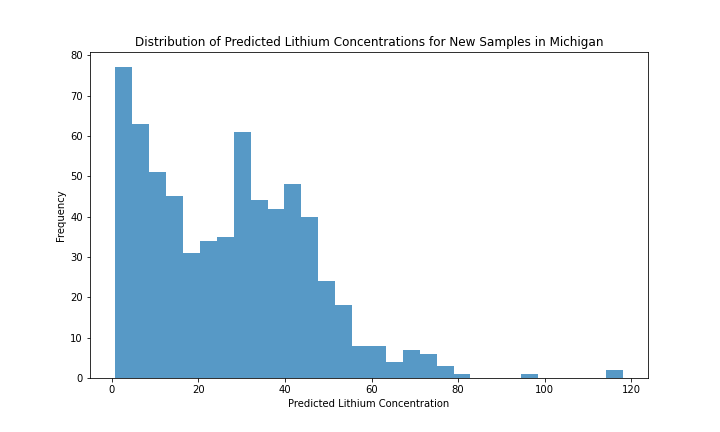 Distribution of Predicted Lithium Concentrations for New Samples in Michigan
80
70
60
50
40
30
20
10
0
Frequency
0 20 40 60 80 100 120
Predicted Lithium Concentration